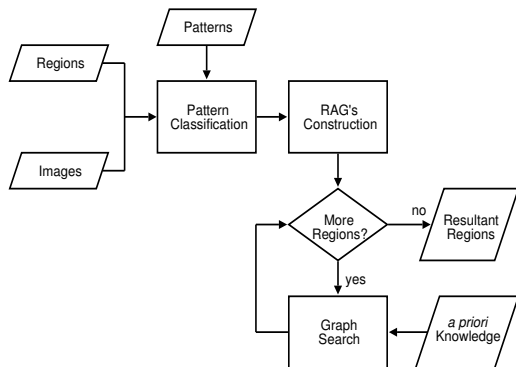 Patterns
Regions
Pattern
Classification
RAG's
Construction
Images
More
Regions?
no
Resultant
Regions
yes
Graph
Search
a priori
Knowledge